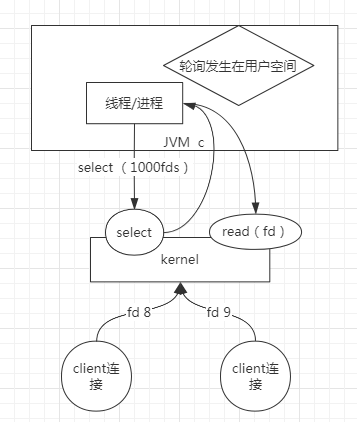 轮询发生在用户空间
线程/进程
JVM c
select （1000fds）
select
read（fd）
kernel
fd 8
fd 9
client连
接
client连
接